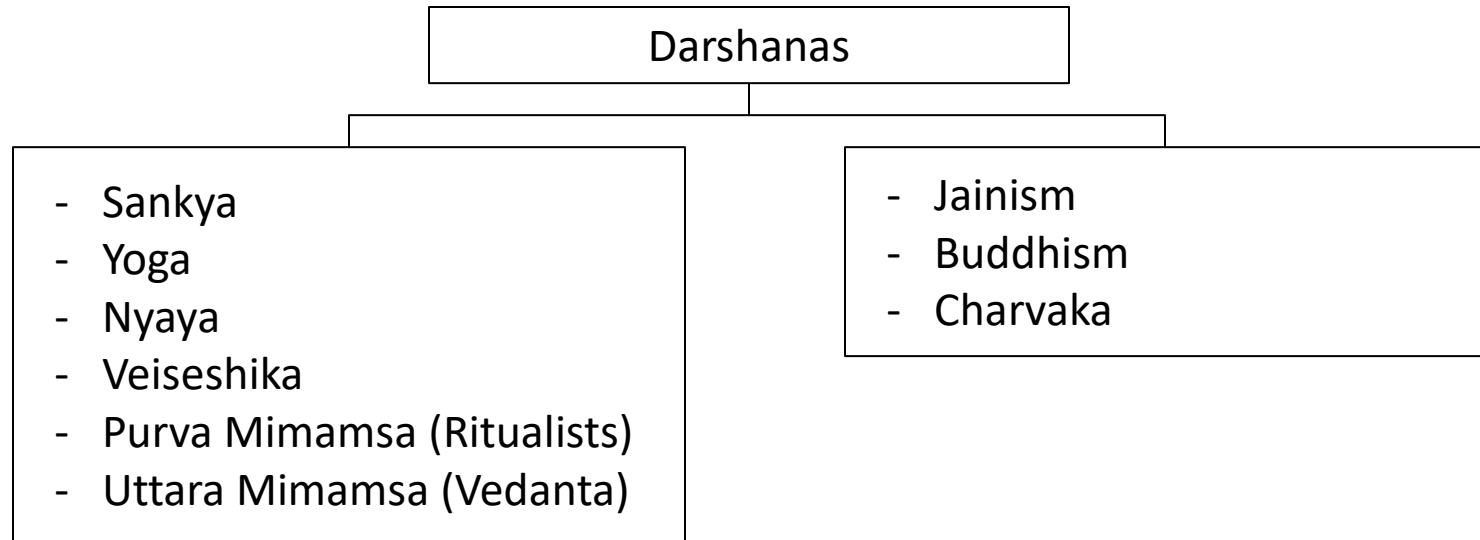 Darshanas
- Sankya
- Yoga
- Nyaya
- Veiseshika
- Purva Mimamsa (Ritualists)
- Uttara Mimamsa (Vedanta)
- Jainism
- Buddhism
- Charvaka